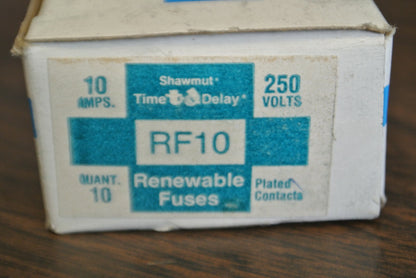 10 AMPS.
Shawmut®
Time Delay®
250 VOLTS
RF10
QUANT. 10
Renewable
Fuses
Plated
Contacts